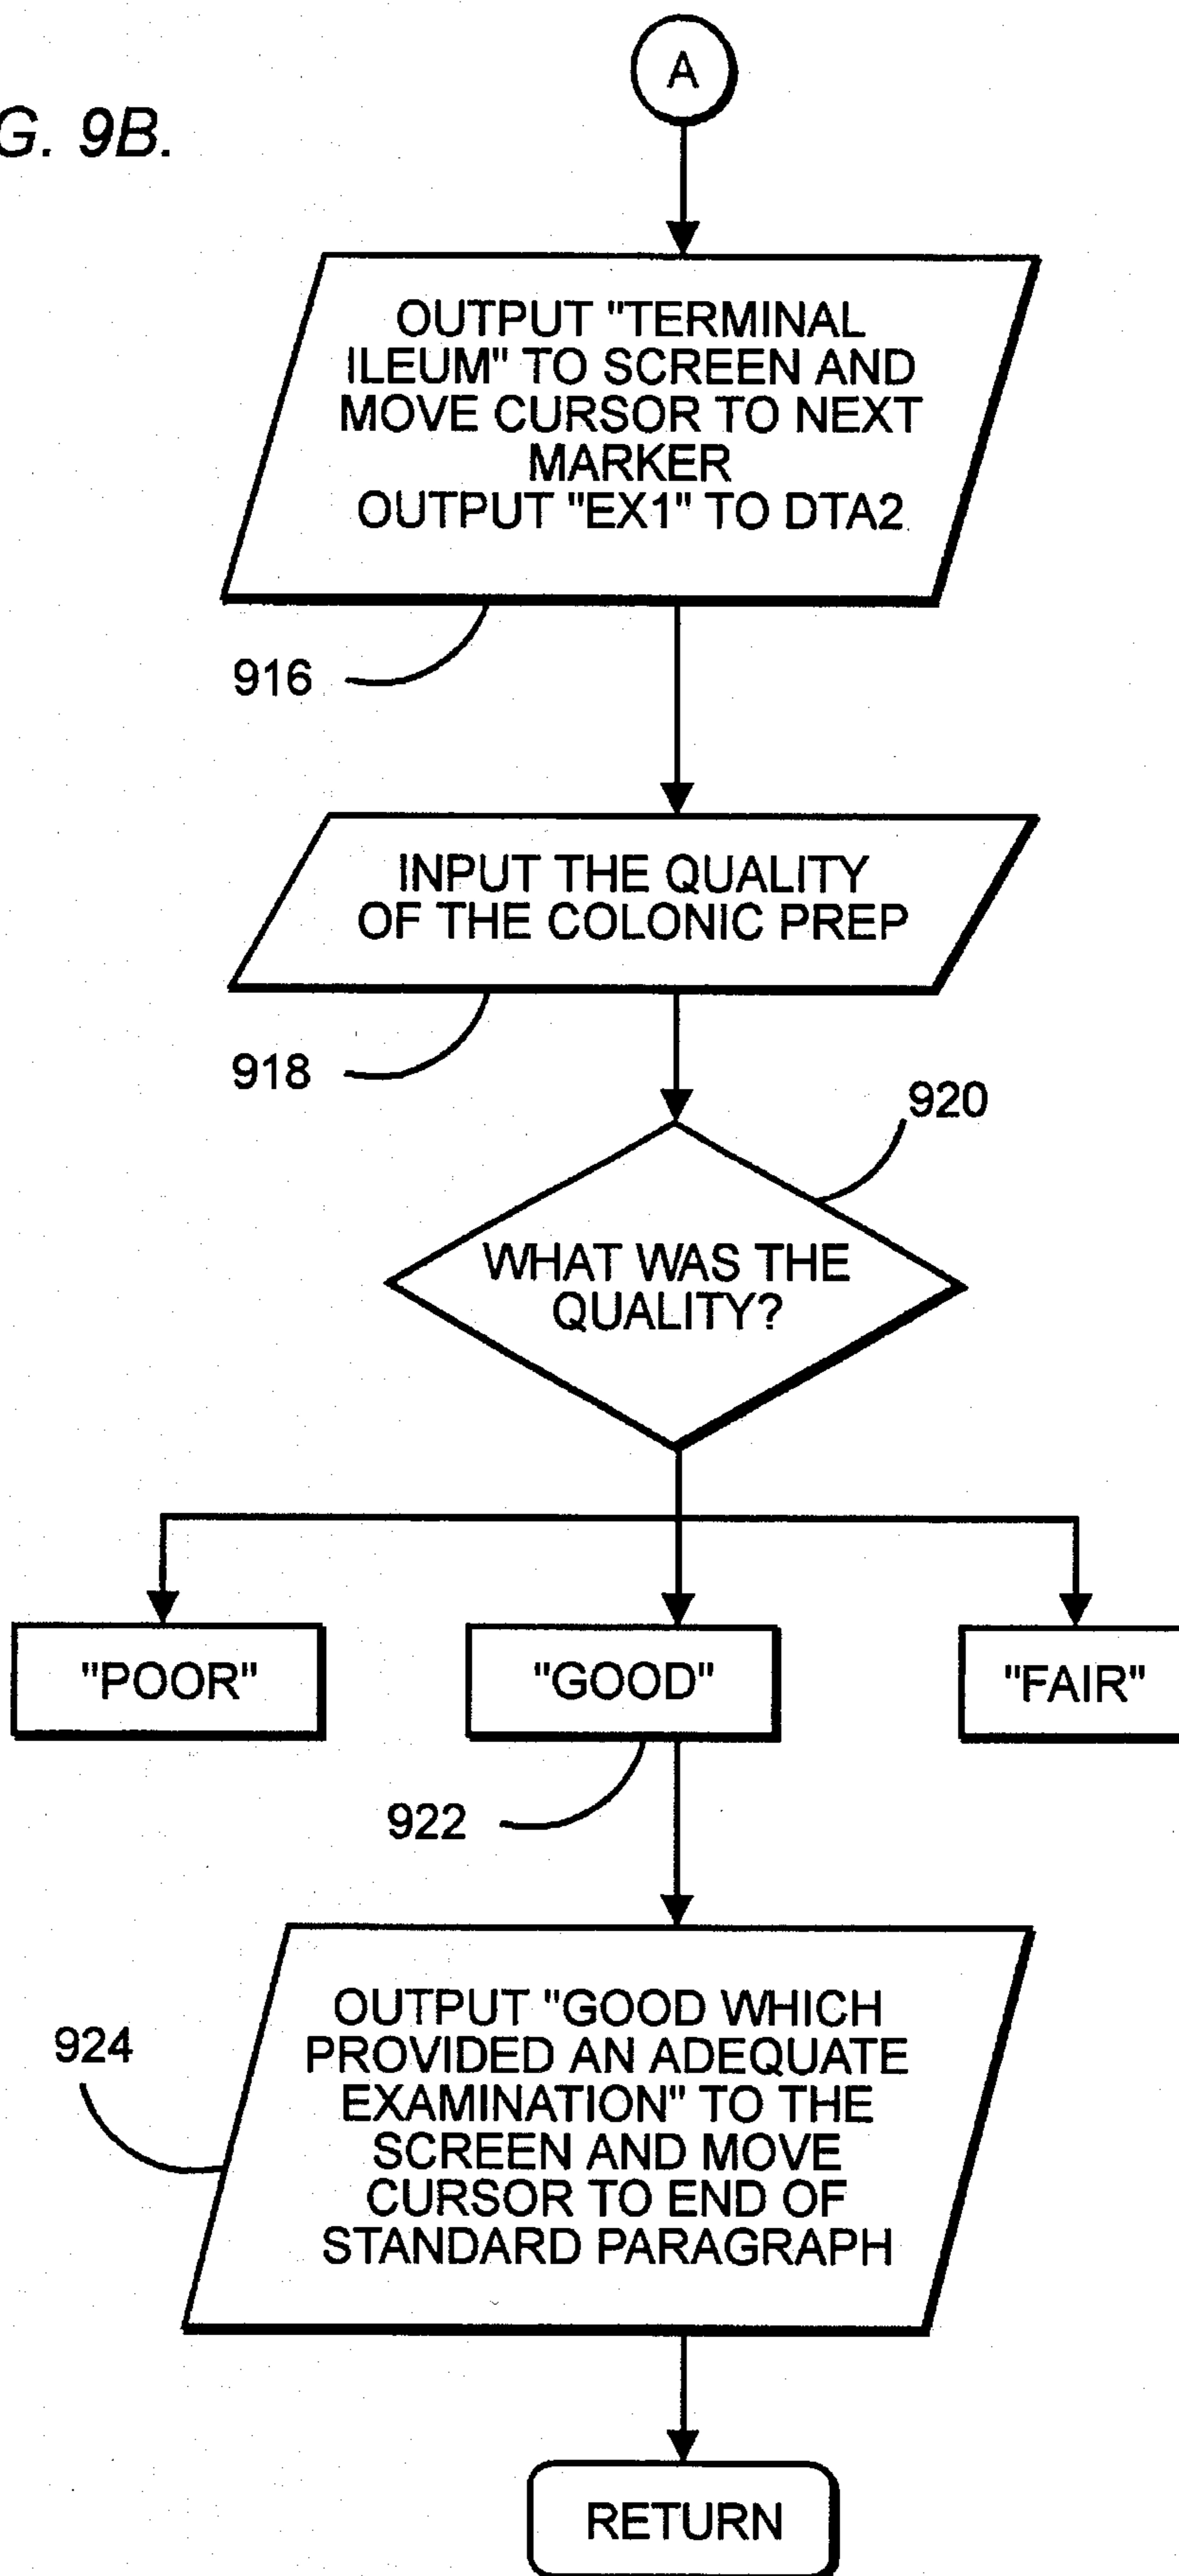 A
G. 9B.
OUTPUT "TERMINAL
ILEUM" TO SCREEN AND
MOVE CURSOR TO NEXT
MARKER
OUTPUT "EX1" TO DTA2
916
INPUT THE QUALITY
OF THE COLONIC PREP
918
920
WHAT WAS THE
QUALITY?
"POOR"
"GOOD"
"FAIR"
922
OUTPUT "GOOD WHICH
PROVIDED AN ADEQUATE
EXAMINATION" TO THE
SCREEN AND MOVE
CURSOR TO END OF
STANDARD PARAGRAPH
924
RETURN